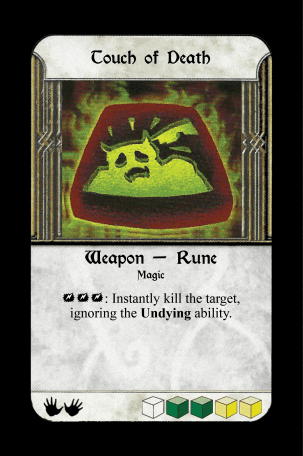 Touch of Death
Weapon — Rune
Magic
: Instantly kill the target,
ignoring the Undying ability.